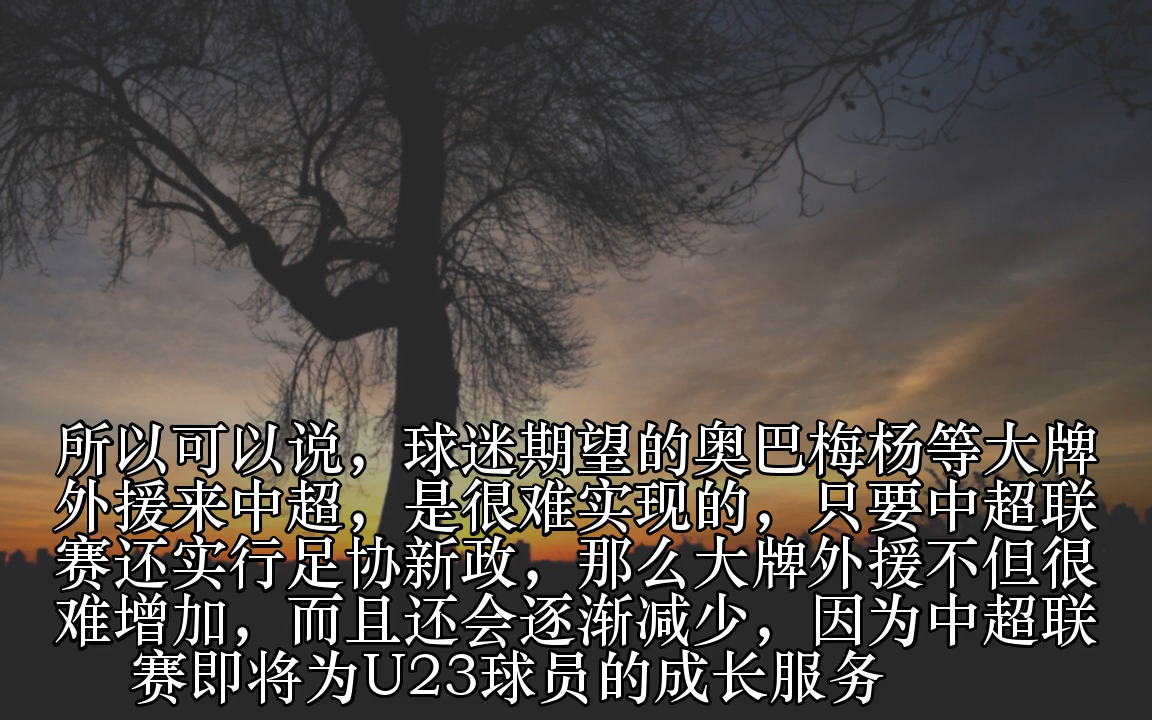 所以可以说，球迷期望的奥巴梅杨等大牌
外援来中超，是很难实现的，只要中超联
赛还实行足协新政，那么大牌外援不但很
难增加，而且还会逐渐减少，因为中超联
赛即将为U23球员的成长服务